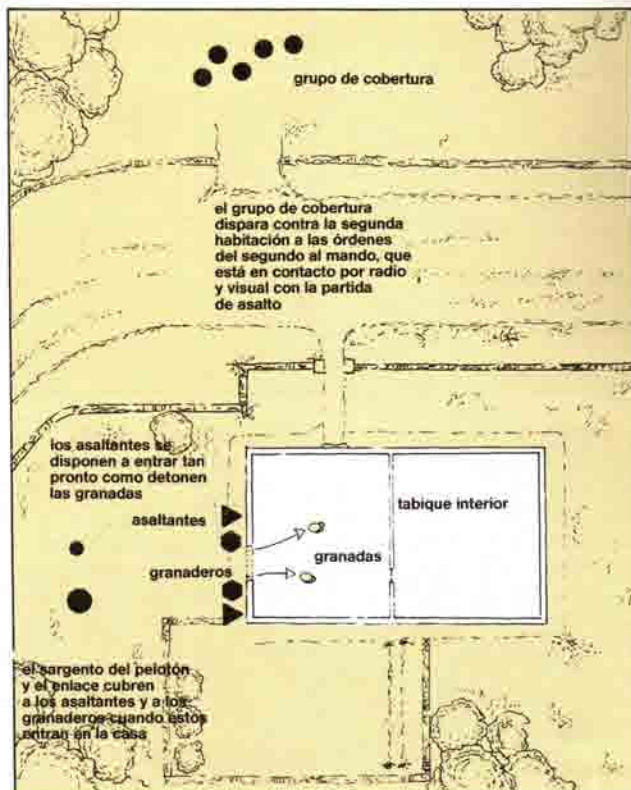 grupo de cobertura
el grupo de cobertura
dispara contra la segunda
habitación a las órdenes
del segundo al mando, que
está en contacto por radio
y visual con la partida
de asalto
los asaltantes se
disponen a entrar tan
pronto como detonen
las granadas
asaltantes
tabique interior
granadas
granaderos
el sargento del pelotón
y el enlace cubren
a los asaltantes y a los
granaderos cuando éstos
entran en la casa